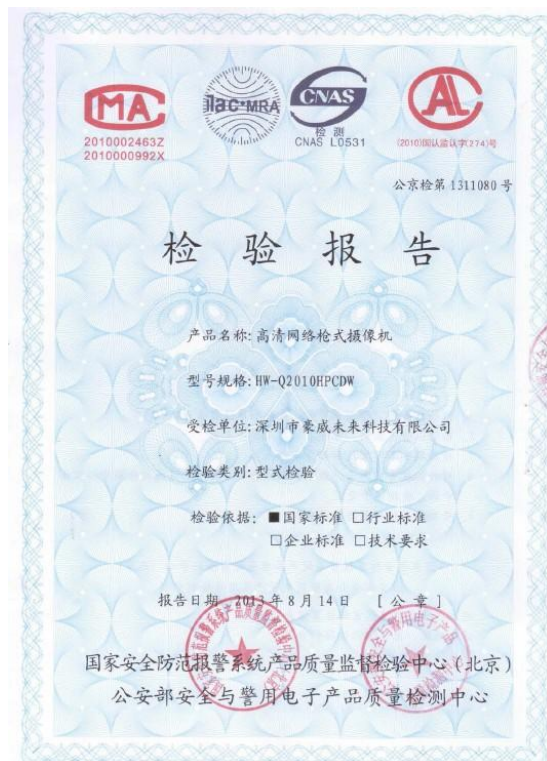 MA
2010002463Z
2010000992X
ilac-MRA
CNAS
检 测
CNAS L0531
AL
(2010)国认监认字(274)号
公京检第 1311080 号
检 验 报 告
产品名称: 高清网络枪式摄像机
型号规格: HW-Q2010HPCDW
受检单位: 深圳市豪威未来科技有限公司
检验类别: 型式检验
检验依据: ■国家标准 □行业标准
□企业标准 □技术要求
报告日期 2013 年 8 月 14 日 [ 公 章 ]
国家安全防范报警系统产品质量监督检验中心（北京）
公安部安全与警用电子产品质量检测中心